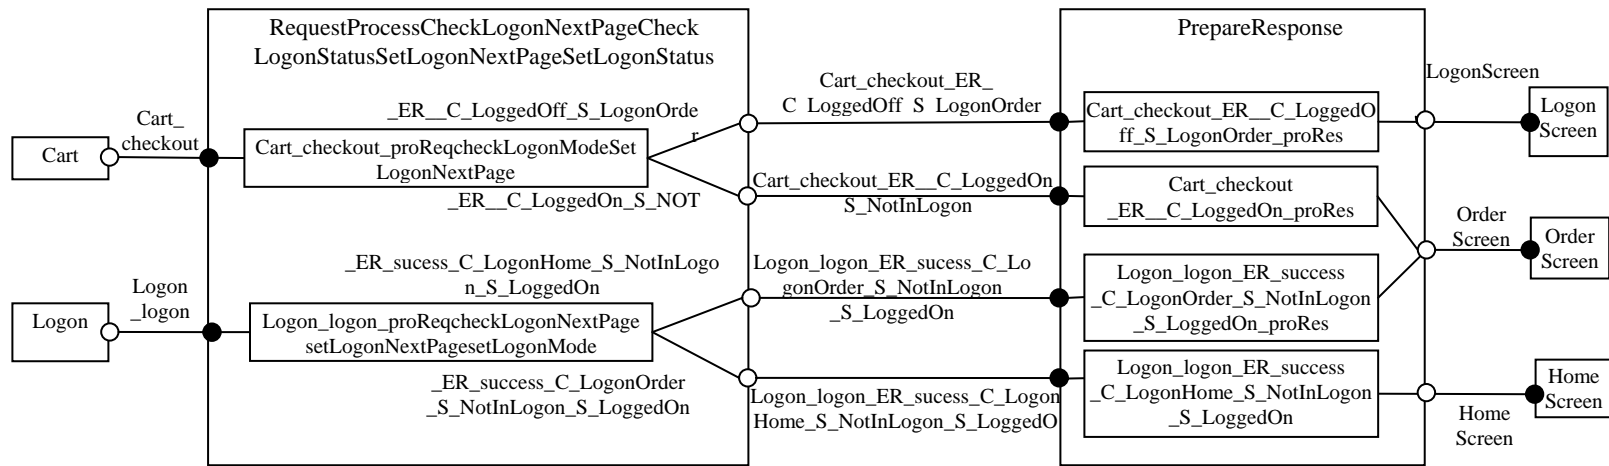 RequestProcessCheckLogonNextPageCheck
LogonStatusSetLogonNextPageSetLogonStatus
PrepareResponse
Cart_
checkout
Cart
_ER__C_LoggedOff_S_LogonOrde
r
Cart_checkout_proReqcheckLogonModeSet
LogonNextPage
_ER__C_LoggedOn_S_NOT
Cart_checkout_ER_
C_LoggedOff_S_LogonOrder
Cart_checkout_ER__C_LoggedOn
S_NotInLogon
Cart_checkout_ER__C_LoggedO
ff_S_LogonOrder_proRes
Cart_checkout
_ER__C_LoggedOn_proRes
LogonScreen
Logon
Screen
Order
Screen
Order
Screen
Logon
_logon
Logon
_ER_sucess_C_LogonHome_S_NotInLogo
n_S_LoggedOn
Logon_logon_proReqcheckLogonNextPage
setLogonNextPagesetLogonMode
_ER_success_C_LogonOrder
_S_NotInLogon_S_LoggedOn
Logon_logon_ER_sucess_C_Lo
gonOrder_S_NotInLogon
_S_LoggedOn
Logon_logon_ER_sucess_C_Logon
Home_S_NotInLogon_S_LoggedO
Logon_logon_ER_success
_C_LogonOrder_S_NotInLogon
_S_LoggedOn_proRes
Logon_logon_ER_success
_C_LogonHome_S_NotInLogon
_S_LoggedOn
Home
Screen
Home
Screen